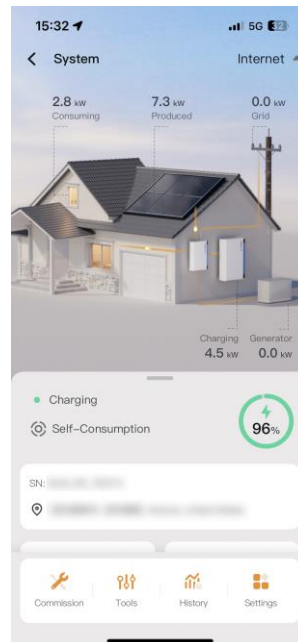 15:32 5G 32
System Internet
2.8 kW 7.3 kW 0.0 kW
Consuming Produced Grid
Charging Generator
4.5 kW 0.0 kW
Charging
Self-Consumption
96%
SN:
Commission Tools History Settings